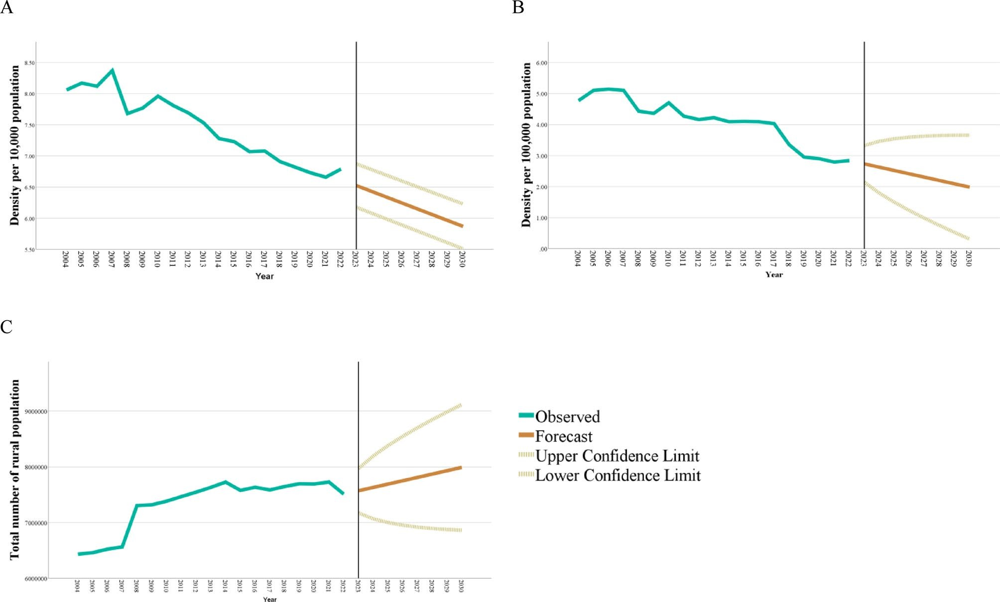 A
Density per 10,000 population
8.50
8.00
7.50
7.00
6.50
6.00
5.50
2004 2005 2006 2007 2008 2009 2010 2011 2012 2013 2014 2015 2016 2017 2018 2019 2020 2021 2022 2023 2024 2025 2026 2027 2028 2029 2030
Year
B
Density per 100,000 population
6.00
5.00
4.00
3.00
2.00
1.00
.00
2004 2005 2006 2007 2008 2009 2010 2011 2012 2013 2014 2015 2016 2017 2018 2019 2020 2021 2022 2023 2024 2025 2026 2027 2028 2029 2030
Year
C
Total number of rural population
9000000
8000000
7000000
6000000
2004 2005 2006 2007 2008 2009 2010 2011 2012 2013 2014 2015 2016 2017 2018 2019 2020 2021 2022 2023 2024 2025 2026 2027 2028 2029 2030
Year
Observed
Forecast
Upper Confidence Limit
Lower Confidence Limit